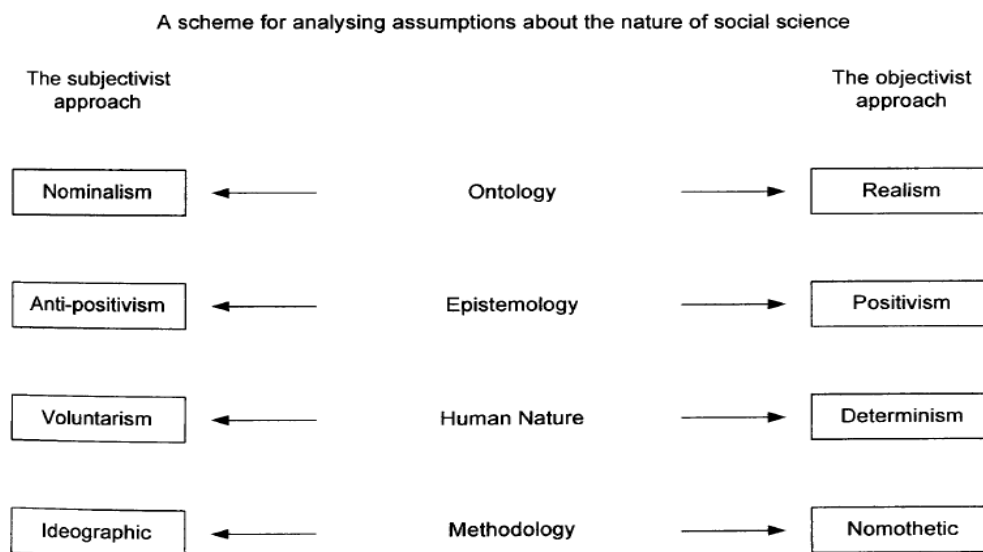 A scheme for analysing assumptions about the nature of social science
The subjectivist
approach
The objectivist
approach
Nominalism
Ontology
Realism
Anti-positivism
Epistemology
Positivism
Voluntarism
Human Nature
Determinism
Ideographic
Methodology
Nomothetic